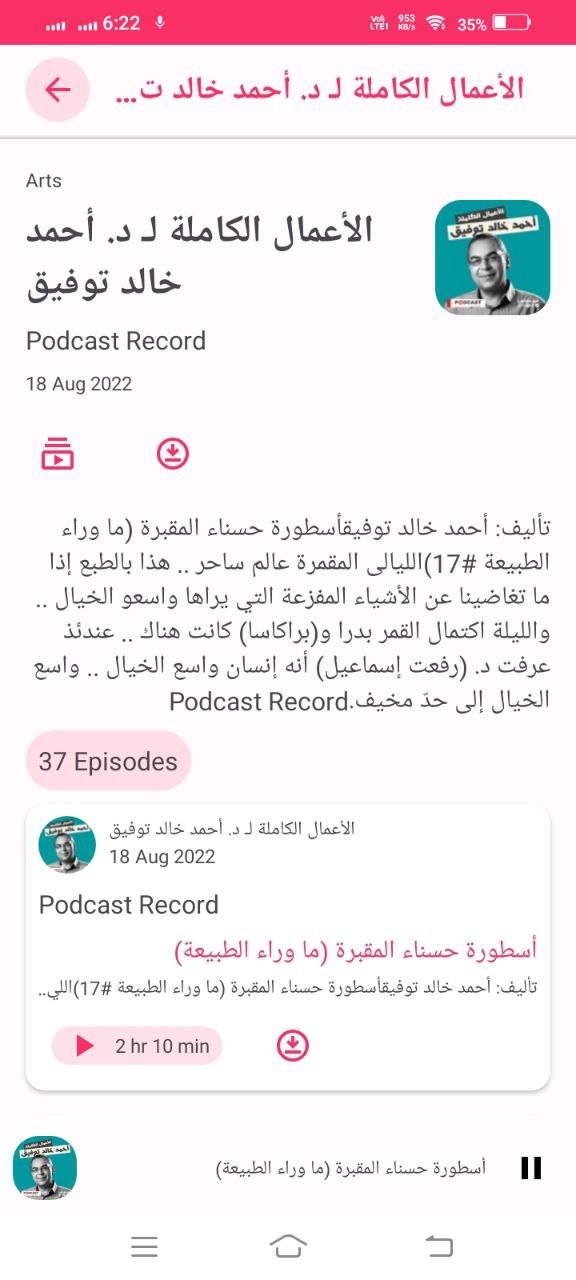 6:22
Vo)) LTE1
953 KB/s
35%
الأعمال الكاملة لـ د. أحمد خالد ت...
Arts
الأعمال الكاملة لـ د. أحمد
خالد توفيق
الأعمال الكاملة
أحمد خالد توفيق
PODCAST
Podcast Record
18 Aug 2022
تأليف: أحمد خالد توفيقأسطورة حسناء المقبرة (ما وراء
الطبيعة #17)الليالى المقمرة عالم ساحر .. هذا بالطبع إذا
ما تغاضينا عن الأشياء المفزعة التي يراها واسعو الخيال ..
والليلة اكتمال القمر بدرا و(براكاسا) كانت هناك .. عندئذ
عرفت د. (رفعت إسماعيل) أنه إنسان واسع الخيال .. واسع
الخيال إلى حدّ مخيف.Podcast Record
37 Episodes
الأعمال الكاملة لـ د. أحمد خالد توفيق
18 Aug 2022
Podcast Record
أسطورة حسناء المقبرة (ما وراء الطبيعة)
تأليف: أحمد خالد توفيقأسطورة حسناء المقبرة (ما وراء الطبيعة #17)اللي..
2 hr 10 min
أسطورة حسناء المقبرة (ما وراء الطبيعة)